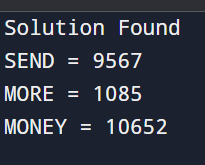 Solution Found
SEND = 9567
MORE = 1085
MONEY = 10652